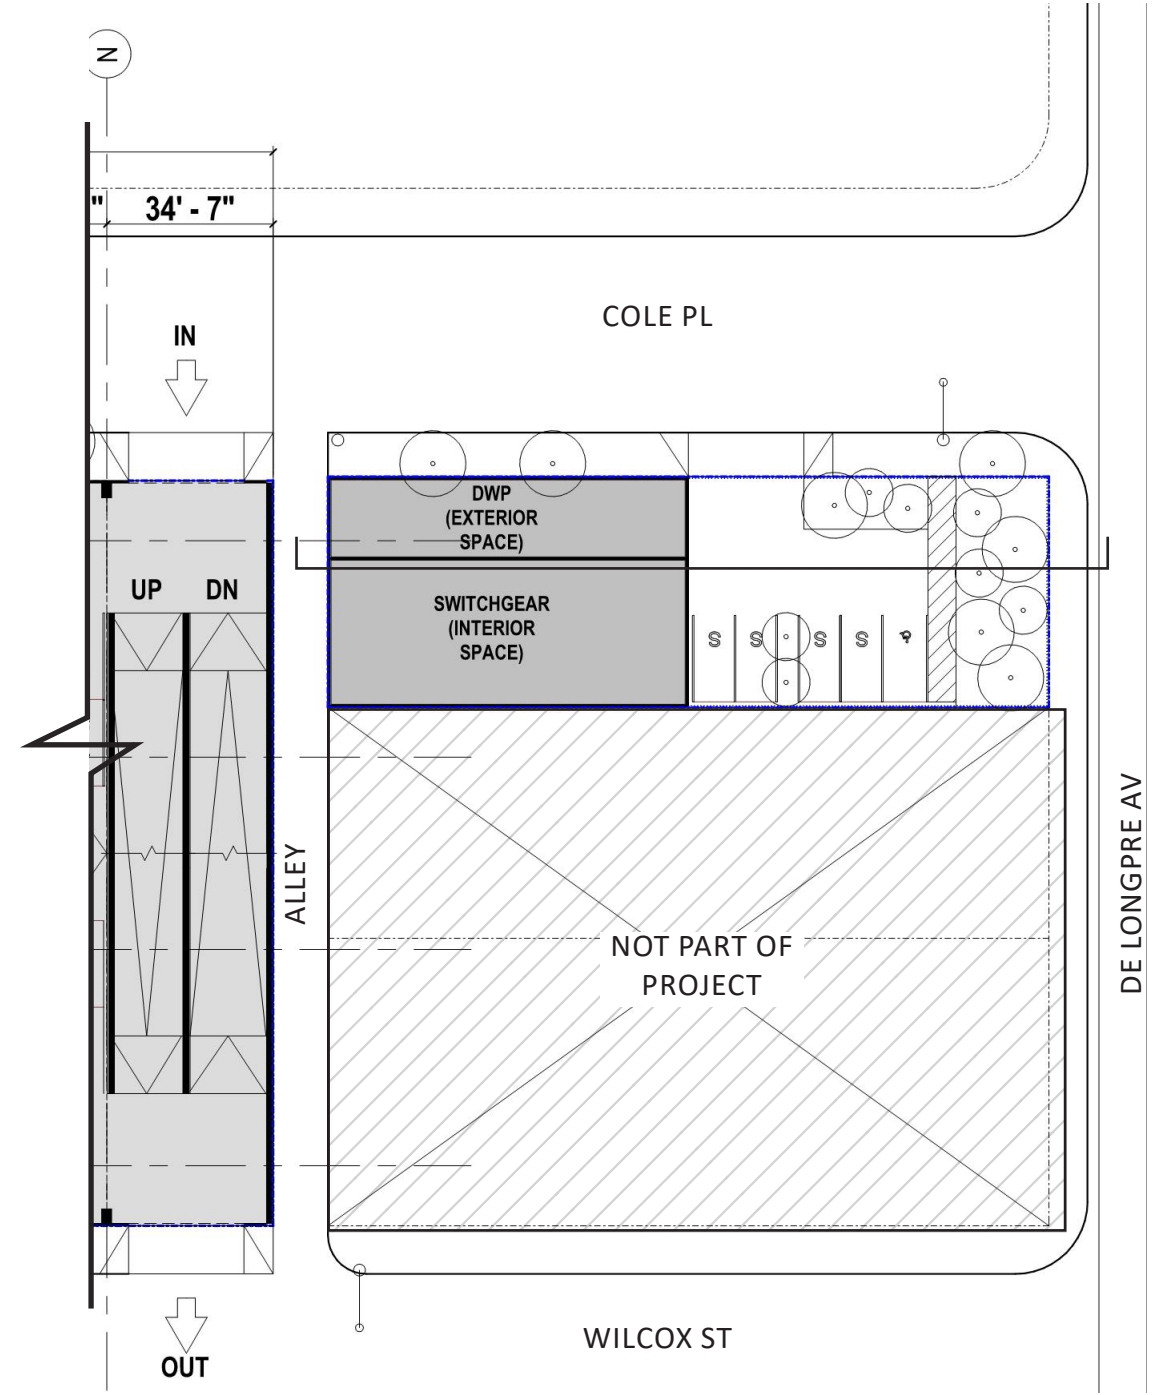 N
" 34' - 7"
COLE PL
IN
DWP
(EXTERIOR
SPACE)
UP DN
SWITCHGEAR
(INTERIOR
SPACE)
S S S S
ALLEY
DE LONGPRE AV
NOT PART OF
PROJECT
WILCOX ST
OUT